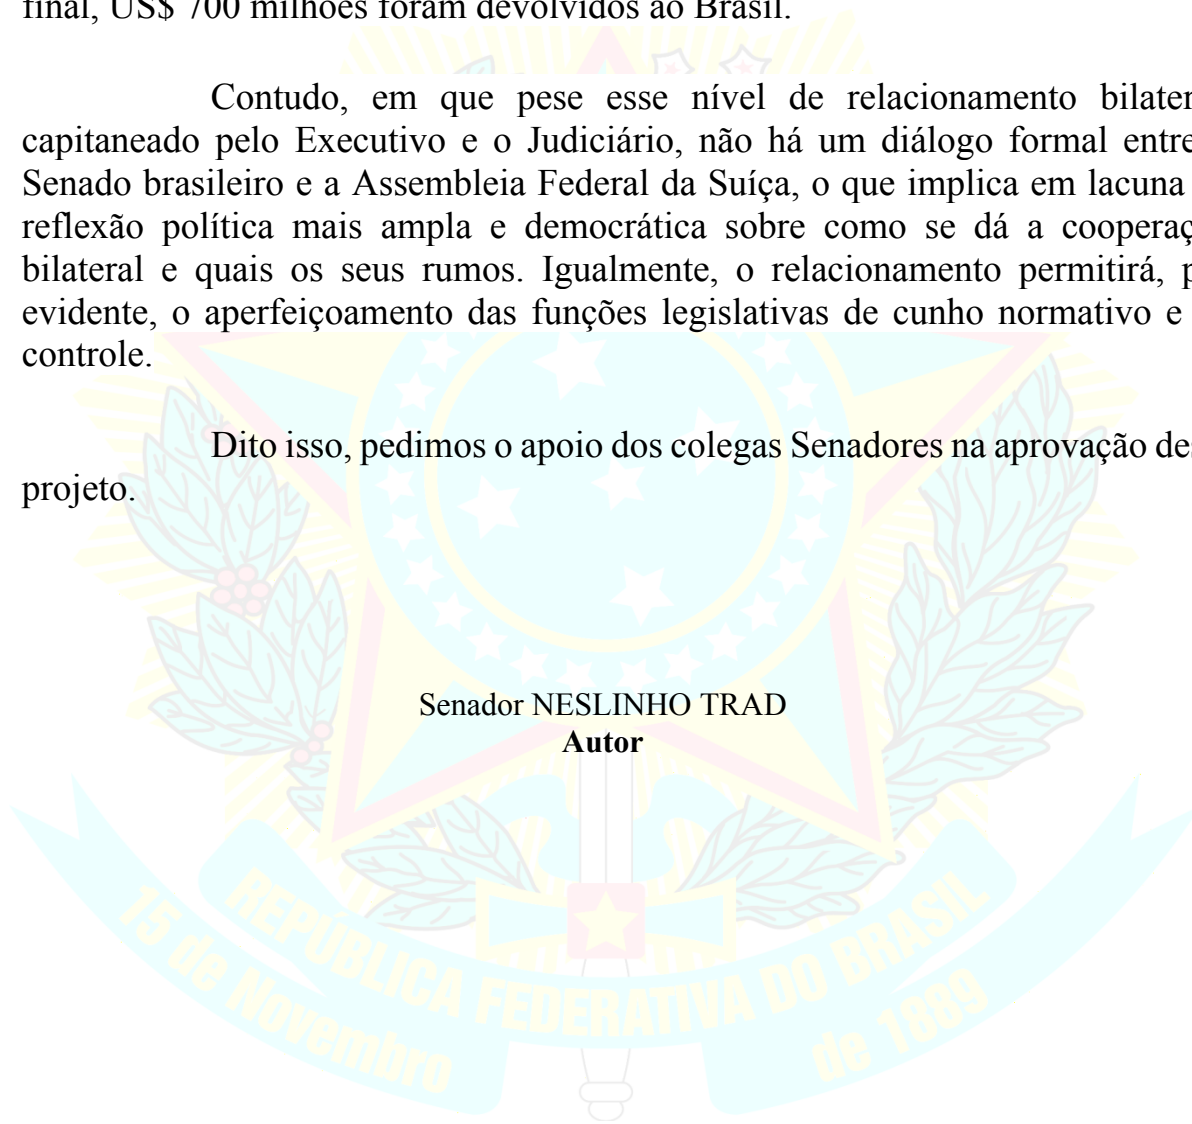 final, US$ 700 milhões foram devolvidos ao Brasil.
Contudo, em que pese esse nível de relacionamento bilater
capitaneado pelo Executivo e o Judiciário, não há um diálogo formal entre
Senado brasileiro e a Assembleia Federal da Suíça, o que implica em lacuna
reflexão política mais ampla e democrática sobre como se dá a cooperaç
bilateral e quais os seus rumos. Igualmente, o relacionamento permitirá, p
evidente, o aperfeiçoamento das funções legislativas de cunho normativo e
controle.
Dito isso, pedimos o apoio dos colegas Senadores na aprovação des
projeto.
Senador NESLINHO TRAD
Autor
REPÚBLICA FEDERATIVA DO BRASIL
15 de Novembro
de 1889